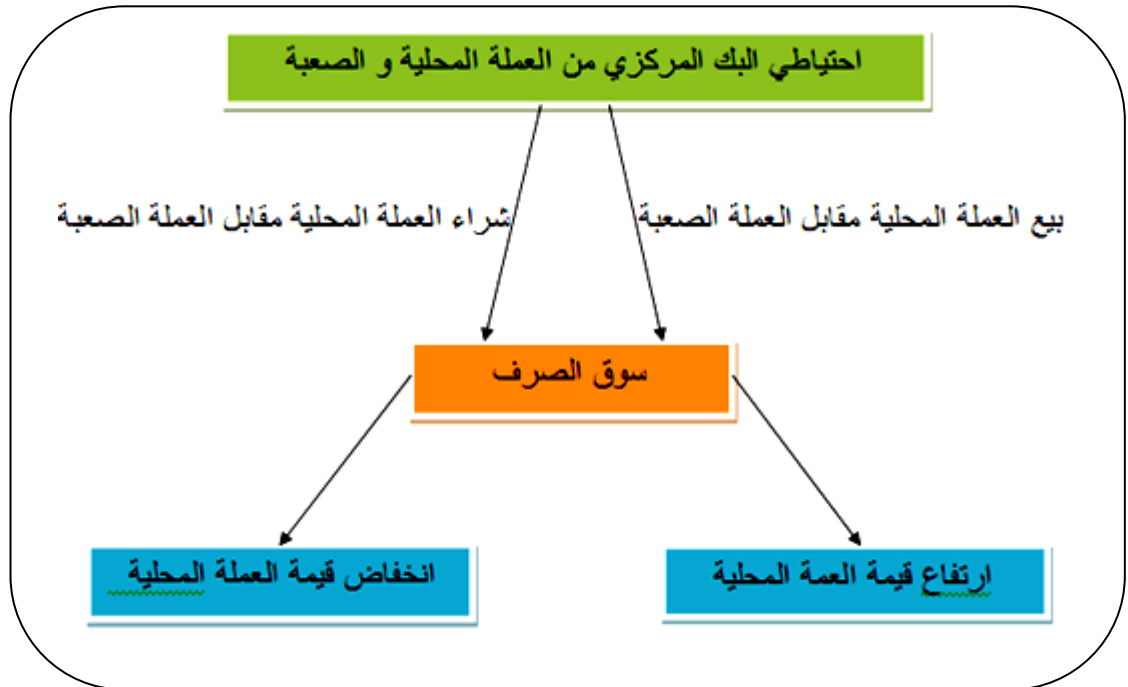 احتياطي البك المركزي من العملة المحلية و الصعبة
بيع العملة المحلية مقابل العملة الصعبة
شراء العملة المحلية مقابل العملة الصعبة
سوق الصرف
ارتفاع قيمة العمة المحلية
انخفاض قيمة العملة المحلية